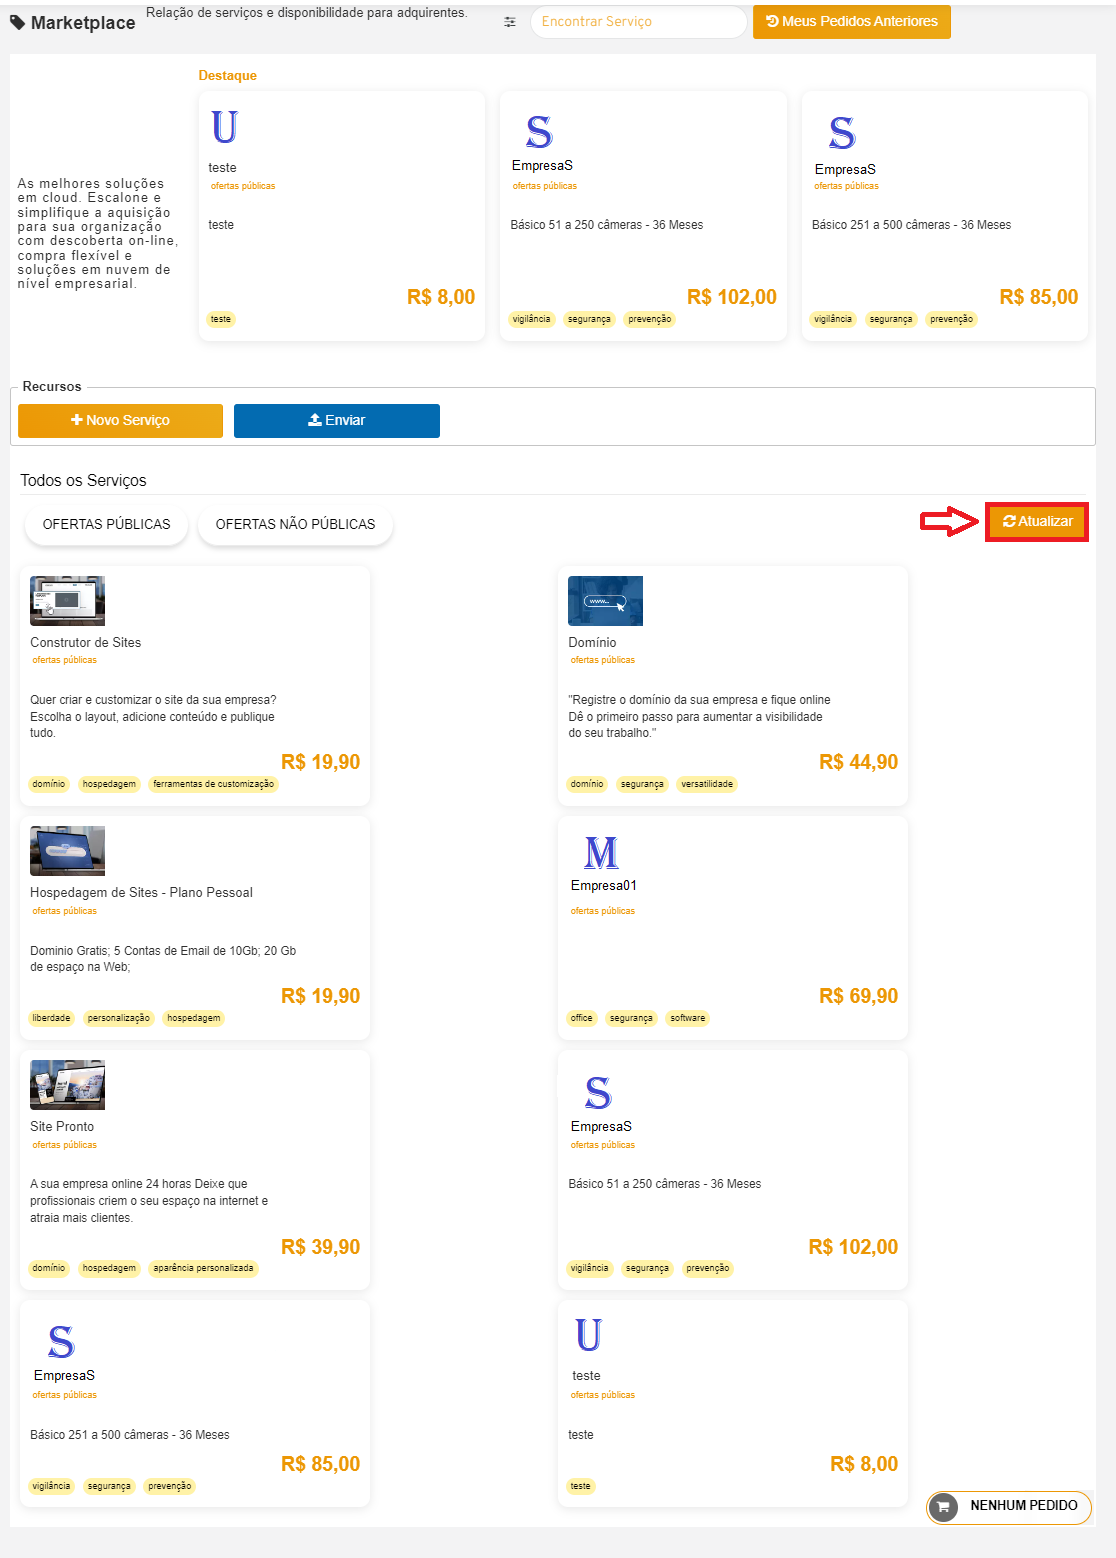 Marketplace
Relação de serviços e disponibilidade para adquirentes.
Encontrar Serviço
Meus Pedidos Anteriores
As melhores soluções
em cloud. Escalone e
simplifique a aquisição
para sua organização
com descoberta on-line,
compra flexível e
soluções em nuvem de
nível empresarial.
Destaque
U
teste
ofertas públicas
teste
R$ 8,00
teste
S
EmpresaS
ofertas públicas
Básico 51 a 250 câmeras - 36 Meses
R$ 102,00
vigilância segurança prevenção
S
EmpresaS
ofertas públicas
Básico 251 a 500 câmeras - 36 Meses
R$ 85,00
vigilância segurança prevenção
Recursos
Novo Serviço
Enviar
Todos os Serviços
OFERTAS PÚBLICAS
OFERTAS NÃO PÚBLICAS
Atualizar
Construtor de Sites
ofertas públicas
Quer criar e customizar o site da sua empresa?
Escolha o layout, adicione conteúdo e publique
tudo.
R$ 19,90
domínio hospedagem ferramentas de customização
www...
Domínio
ofertas públicas
"Registre o domínio da sua empresa e fique online
Dê o primeiro passo para aumentar a visibilidade
do seu trabalho."
R$ 44,90
domínio segurança versatilidade
Hospedagem de Sites - Plano Pessoal
ofertas públicas
Dominio Gratis; 5 Contas de Email de 10Gb; 20 Gb
de espaço na Web;
R$ 19,90
liberdade personalização hospedagem
M
Empresa01
ofertas públicas
R$ 69,90
office segurança software
Site Pronto
ofertas públicas
A sua empresa online 24 horas Deixe que
profissionais criem o seu espaço na internet e
atraia mais clientes.
R$ 39,90
domínio hospedagem aparência personalizada
S
EmpresaS
ofertas públicas
Básico 51 a 250 câmeras - 36 Meses
R$ 102,00
vigilância segurança prevenção
S
EmpresaS
ofertas públicas
Básico 251 a 500 câmeras - 36 Meses
R$ 85,00
vigilância segurança prevenção
U
teste
ofertas públicas
teste
R$ 8,00
teste
NENHUM PEDIDO